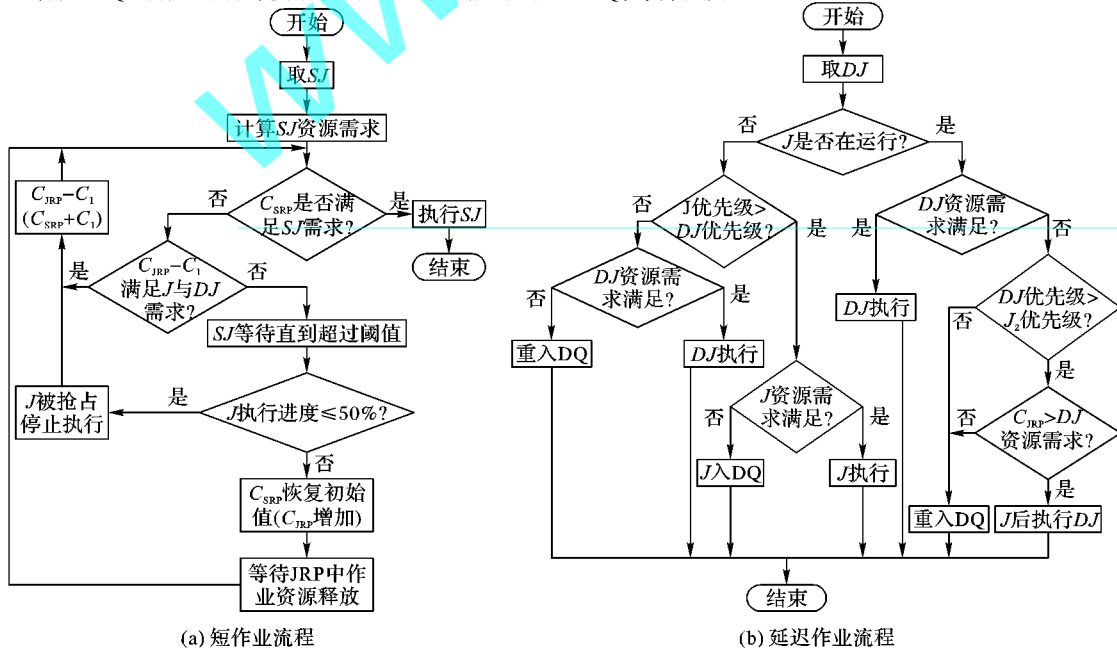 开始
取SJ
计算SJ资源需求
C_JRP−C_1
(C_SRP+C_1)
否
C_SRP是否满
足SJ需求?
是
执行SJ
结束
是
C_JRP−C_1
满足J与DJ
需求?
否
SJ等待直到超过阈值
J被抢占
停止执行
是
J执行进度≤50%?
否
C_SRP恢复初始
值(C_JRP增加)
等待JRP中作
业资源释放
(a) 短作业流程
开始
取DJ
否
J是否在运行?
是
否
J优先级>
DJ优先级?
是
DJ资源需
求满足?
是
否
否
DJ资源需
求满足?
是
DJ执行
DJ优先级>
J_2优先级?
否
是
重入DQ
DJ执行
J资源需
求满足?
否
是
C_JRP>DJ
资源需求?
否
是
J入DQ
J执行
重入DQ
J后执行DJ
结束
(b) 延迟作业流程
www.